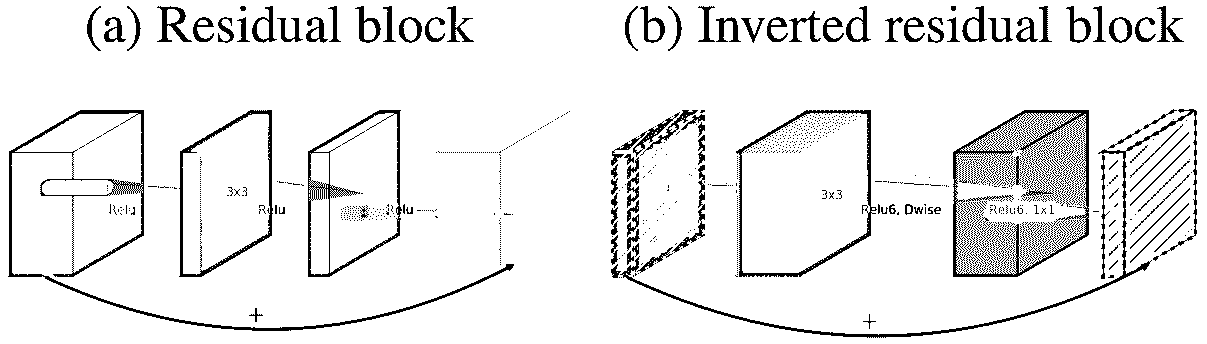 (a) Residual block
(b) Inverted residual block
3x3
Relu
Relu
Relu
+
3x3
Relu6, Dwise
Relu6, 1x1
+